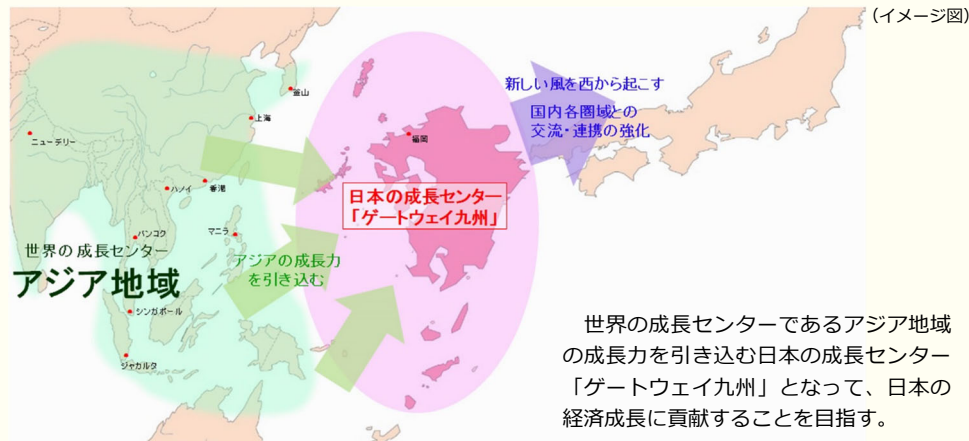 （イメージ図）
新しい風を西から起こす
国内各圏域との
交流・連携の強化
釜山
上海
福岡
ニューデリー
ハノイ
香港
日本の成長センター
「ゲートウェイ九州」
バンコク
マニラ
世界の成長センター
アジア地域
アジアの成長力
を引き込む
シンガポール
ジャカルタ
世界の成長センターであるアジア地域
の成長力を引き込む日本の成長センター
「ゲートウェイ九州」となって、日本の
経済成長に貢献することを目指す。